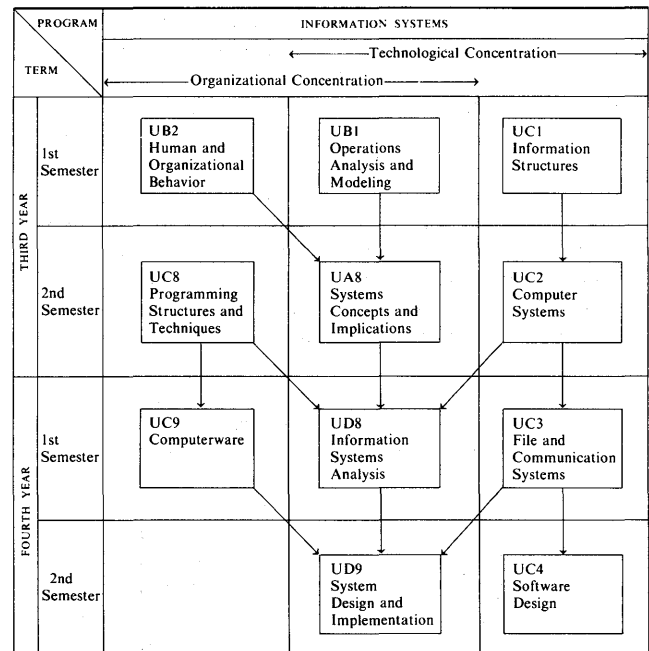 PROGRAM
TERM
INFORMATION SYSTEMS
Technological Concentration
Organizational Concentration
THIRD YEAR
1st
Semester
UB2
Human and
Organizational
Behavior
UB1
Operations
Analysis and
Modeling
UC1
Information
Structures
2nd
Semester
UC8
Programming
Structures and
Techniques
UA8
Systems
Concepts and
Implications
UC2
Computer
Systems
FOURTH YEAR
1st
Semester
UC9
Computerware
UD8
Information
Systems
Analysis
UC3
File and
Communication
Systems
2nd
Semester
UD9
System
Design and
Implementation
UC4
Software
Design